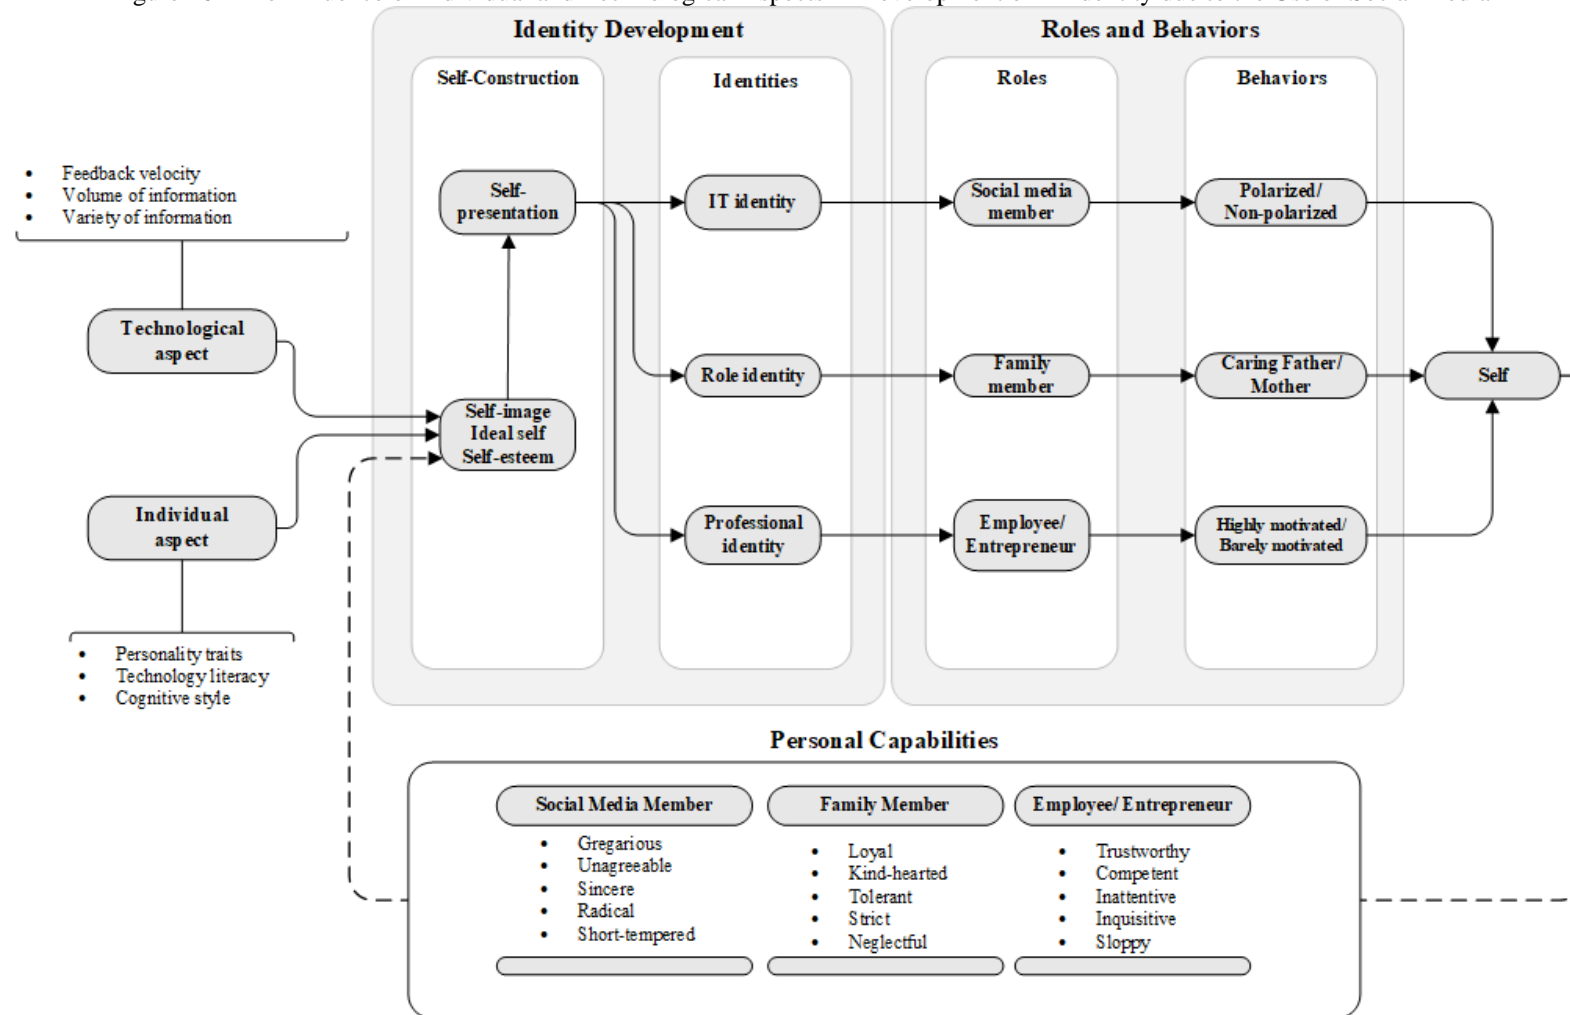 Identity Development
Roles and Behaviors
Self-Construction
Identities
Roles
Behaviors
• Feedback velocity
• Volume of information
• Variety of information
Self-
presentation
IT identity
Social media
member
Polarized/
Non-polarized
Technological
aspect
Role identity
Family
member
Caring Father/
Mother
Self
Self-image
Ideal self
Self-esteem
Individual
aspect
Professional
identity
Employee/
Entrepreneur
Highly motivated/
Barely motivated
• Personality traits
• Technology literacy
• Cognitive style
Personal Capabilities
Social Media Member
• Gregarious
• Unagreeable
• Sincere
• Radical
• Short-tempered
Family Member
• Loyal
• Kind-hearted
• Tolerant
• Strict
• Neglectful
Employee/ Entrepreneur
• Trustworthy
• Competent
• Inattentive
• Inquisitive
• Sloppy